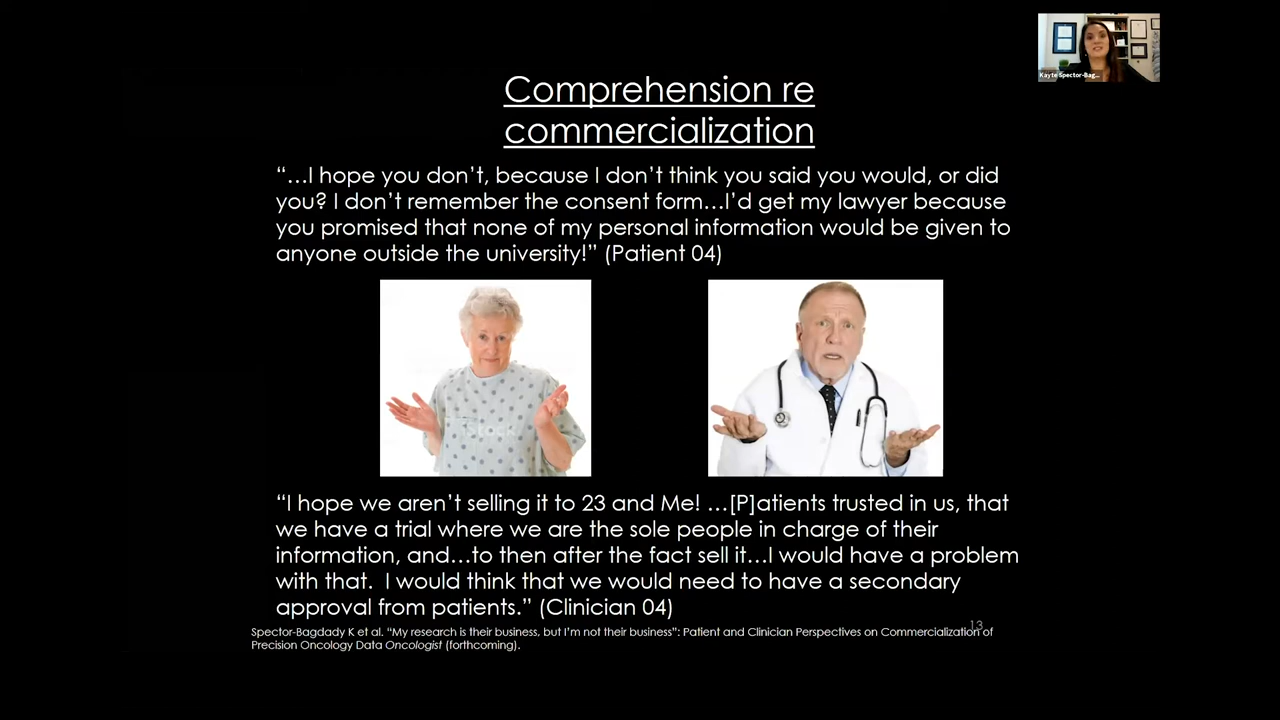 Kayte Spector-Bag...
Comprehension re
commercialization
“…I hope you don’t, because I don’t think you said you would, or did
you? I don’t remember the consent form…I’d get my lawyer because
you promised that none of my personal information would be given to
anyone outside the university!” (Patient 04)
iStock
“I hope we aren’t selling it to 23 and Me! …[P]atients trusted in us, that
we have a trial where we are the sole people in charge of their
information, and…to then after the fact sell it…I would have a problem
with that.  I would think that we would need to have a secondary
approval from patients.” (Clinician 04)
13
Spector-Bagdady K et al. “My research is their business, but I’m not their business”: Patient and Clinician Perspectives on Commercialization of
Precision Oncology Data Oncologist (forthcoming).